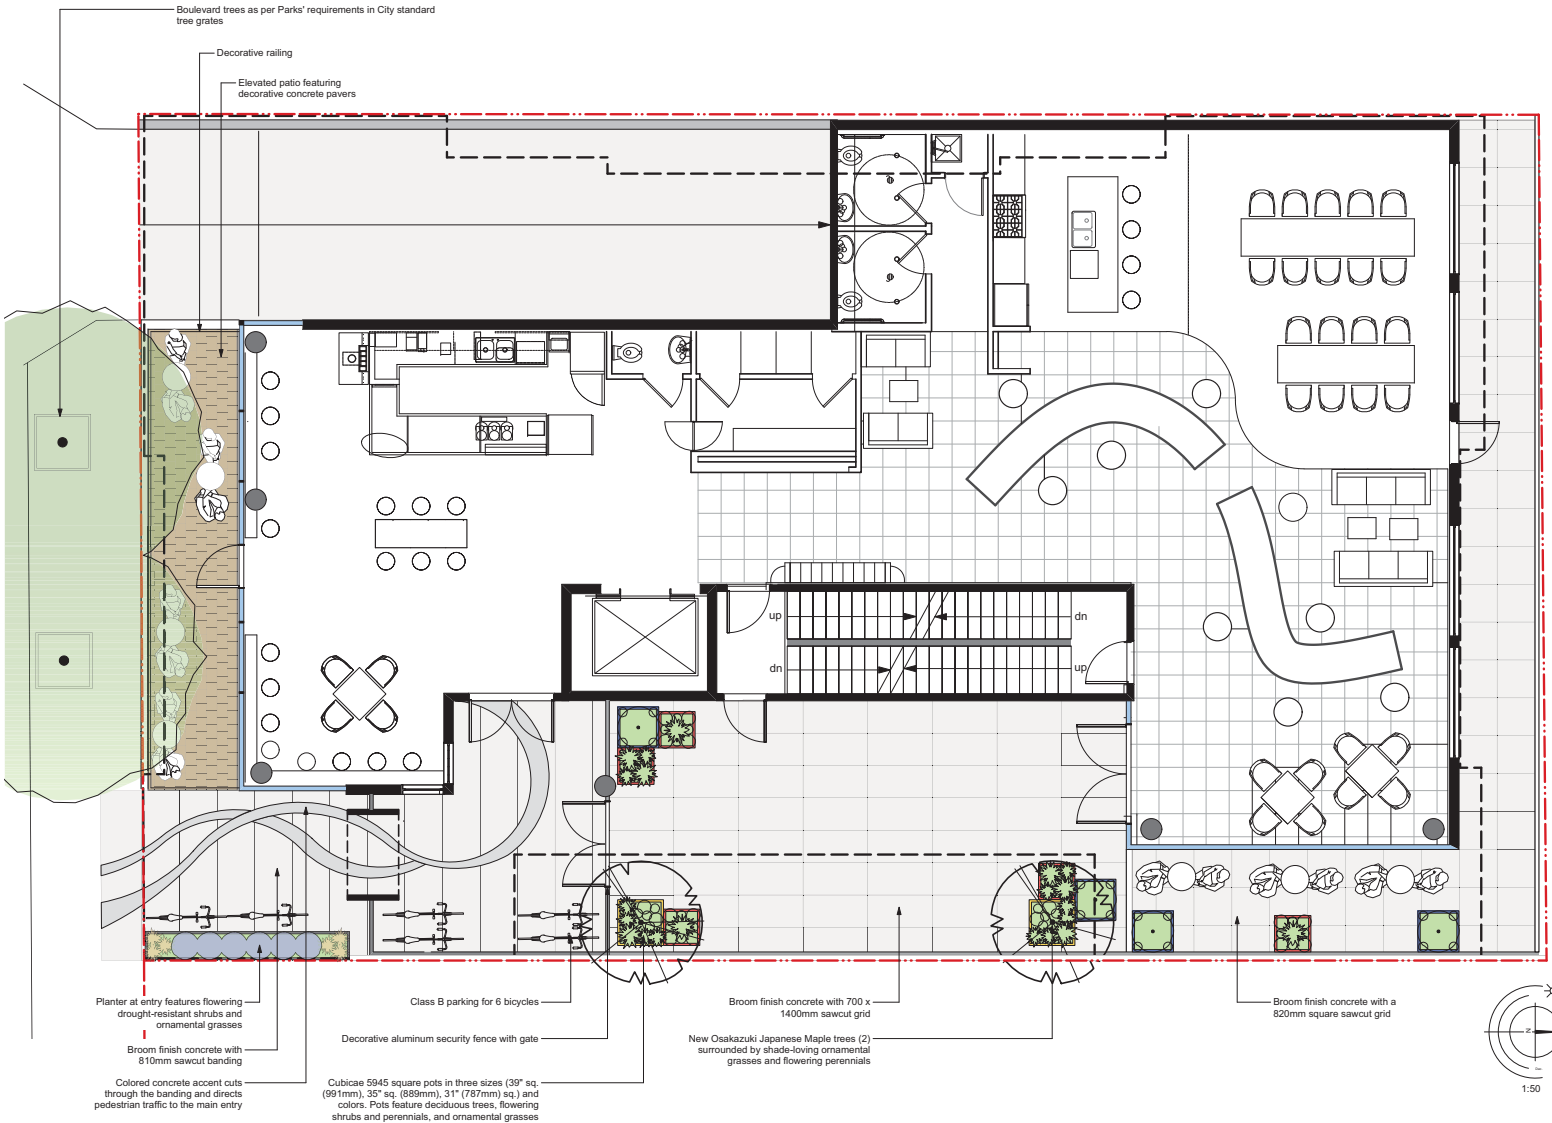 Boulevard trees as per Parks' requirements in City standard
tree grates
Decorative railing
Elevated patio featuring
decorative concrete pavers
up
dn
dn
up
Planter at entry features flowering
drought-resistant shrubs and
ornamental grasses
Broom finish concrete with
810mm sawcut banding
Colored concrete accent cuts
through the banding and directs
pedestrian traffic to the main entry
Class B parking for 6 bicycles
Decorative aluminum security fence with gate
Cubicae 5945 square pots in three sizes (39" sq.
(991mm), 35" sq. (889mm), 31" (787mm) sq.) and
colors. Pots feature deciduous trees, flowering
shrubs and perennials, and ornamental grasses
Broom finish concrete with 700 x
1400mm sawcut grid
New Osakazuki Japanese Maple trees (2)
surrounded by shade-loving ornamental
grasses and flowering perennials
Broom finish concrete with a
820mm square sawcut grid
N
1:50